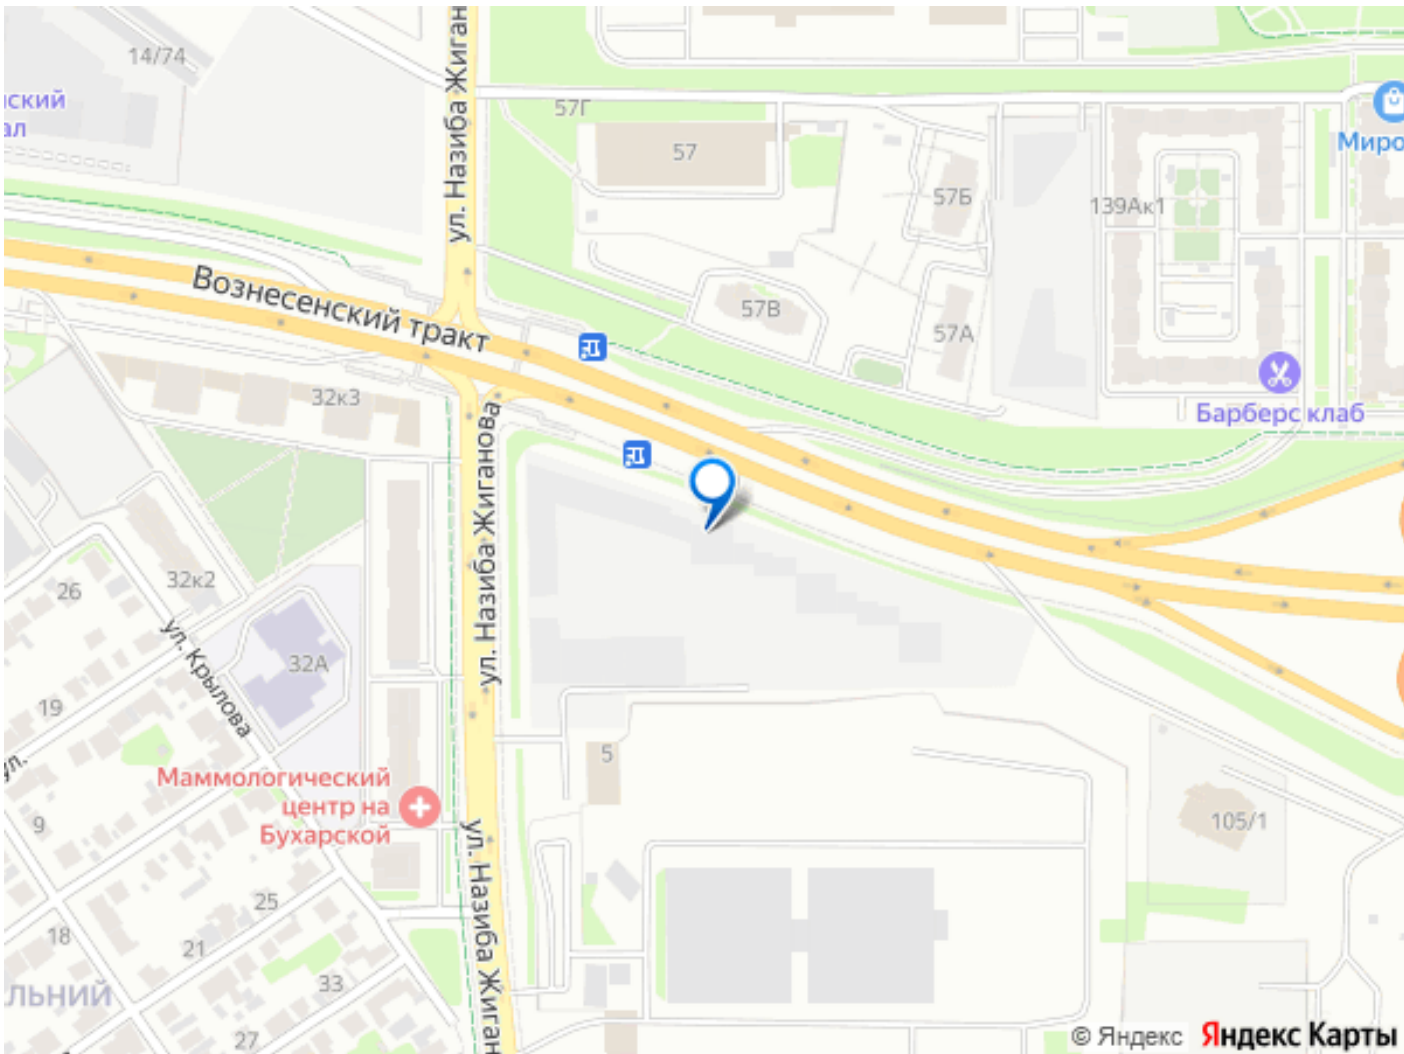 14/74
ский
ал
ул. Назиба Жиган
57Г
57
57Б
139Ак1
Миро
57В
57А
Вознесенский тракт
32к3
Барберс клаб
ул. Назиба Жиганова
26
32к2
ул. Крылова
32А
19
ул.
5
Маммологический
центр на
Бухарской
9
105/1
ул. Назиба Жиган
25
18
21
33
льний
27
© Яндекс Яндекс Карты